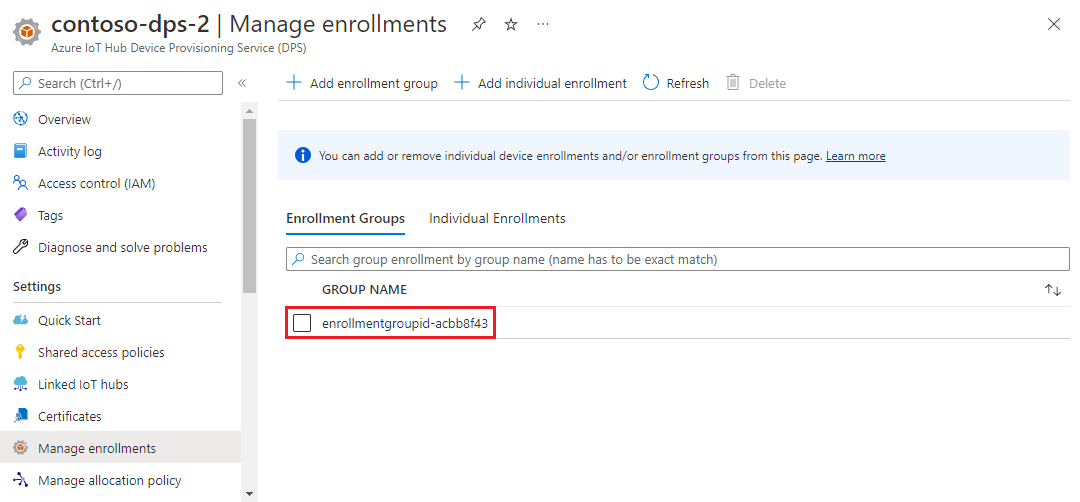 contoso-dps-2 | Manage enrollments
Azure IoT Hub Device Provisioning Service (DPS)
Search (Ctrl+/)
Overview
Activity log
Access control (IAM)
Tags
Diagnose and solve problems
Settings
Quick Start
Shared access policies
Linked IoT hubs
Certificates
Manage enrollments
Manage allocation policy
Add enrollment group
Add individual enrollment
Refresh
Delete
You can add or remove individual device enrollments and/or enrollment groups from this page. Learn more
Enrollment Groups
Individual Enrollments
Search group enrollment by group name (name has to be exact match)
GROUP NAME
enrollmentgroupid-acbb8f43